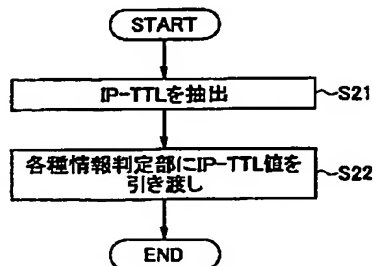 START
IP-TTLを抽出
~S21
各種情報判定部にIP-TTL値を
引き渡し
~S22
END